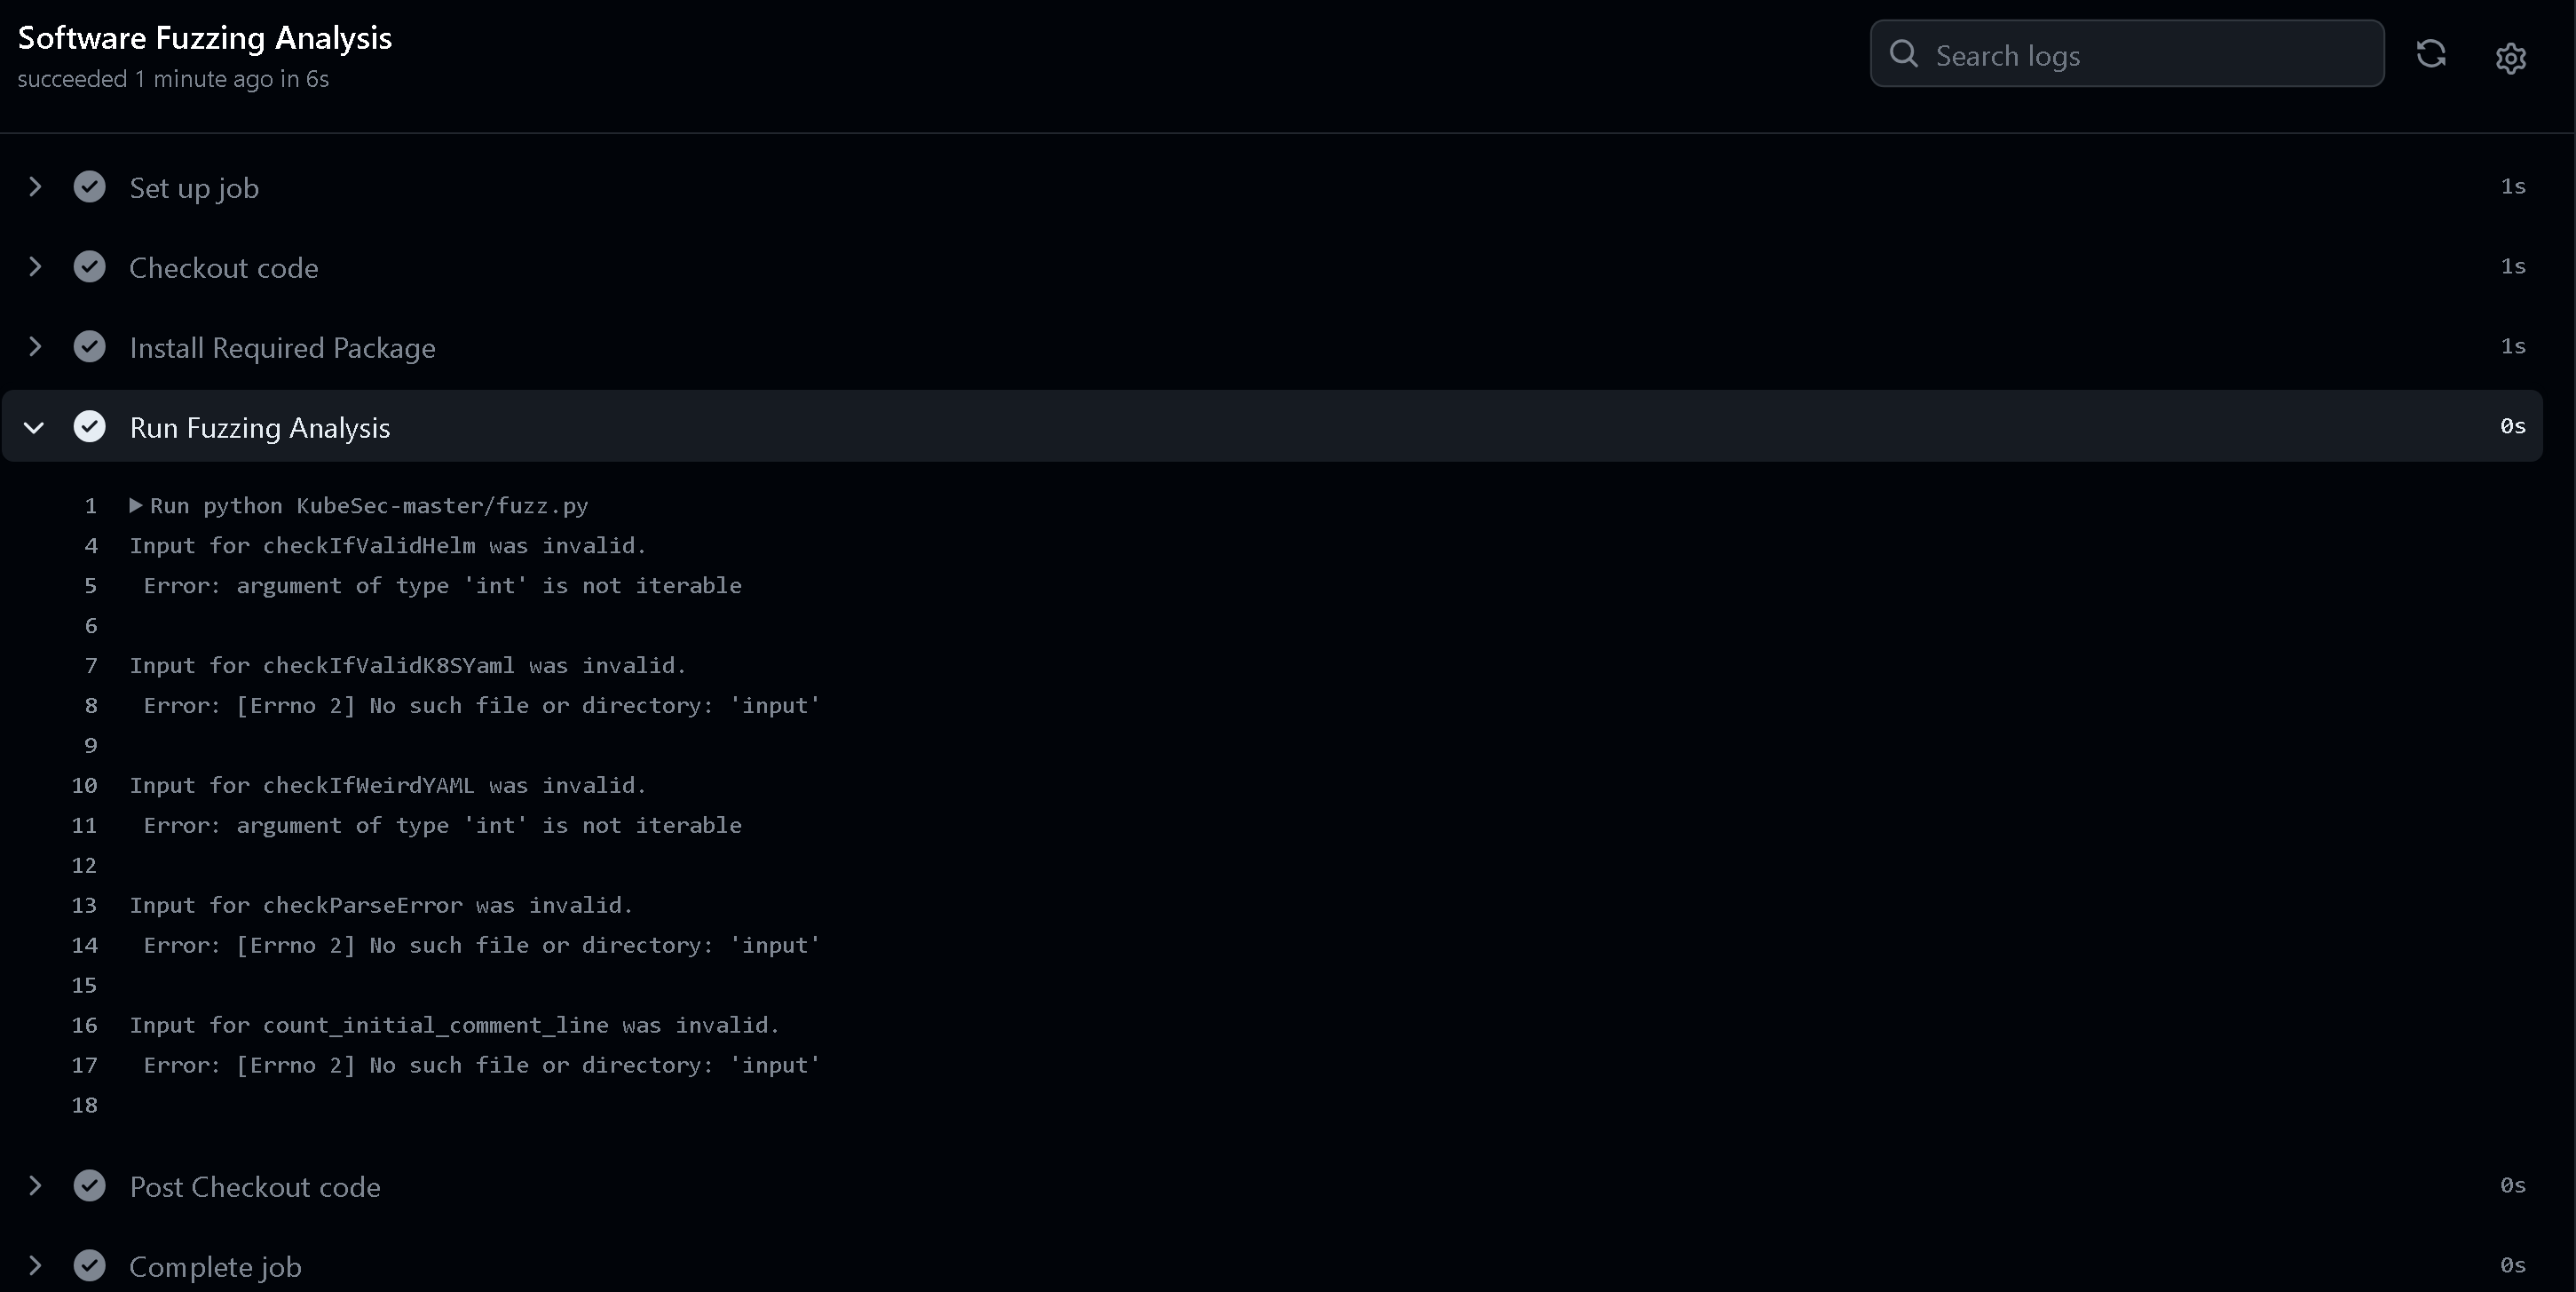 Software Fuzzing Analysis
succeeded 1 minute ago in 6s
Search logs
Set up job 1s
Checkout code 1s
Install Required Package 1s
Run Fuzzing Analysis 0s
1 Run python KubeSec-master/fuzz.py
4 Input for checkIfValidHelm was invalid.
5 Error: argument of type 'int' is not iterable
6
7 Input for checkIfValidK8SYaml was invalid.
8 Error: [Errno 2] No such file or directory: 'input'
9
10 Input for checkIfWeirdYAML was invalid.
11 Error: argument of type 'int' is not iterable
12
13 Input for checkParseError was invalid.
14 Error: [Errno 2] No such file or directory: 'input'
15
16 Input for count_initial_comment_line was invalid.
17 Error: [Errno 2] No such file or directory: 'input'
18
Post Checkout code 0s
Complete job 0s